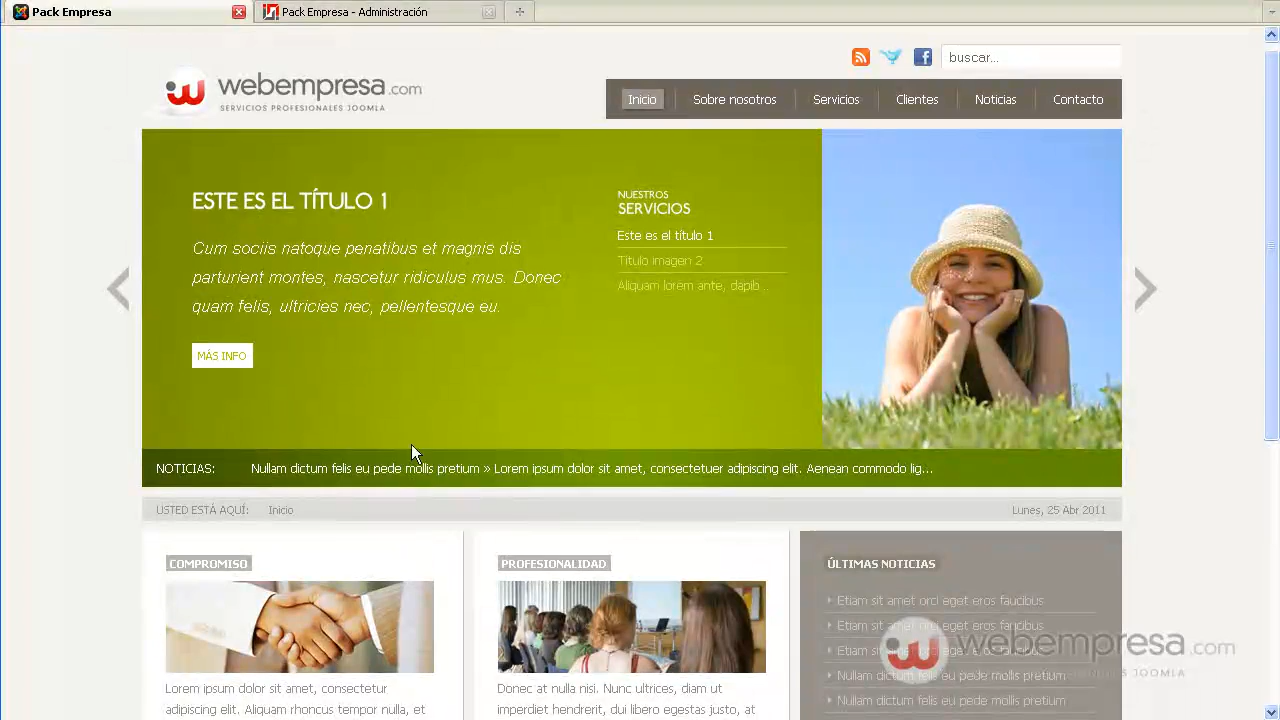 Pack Empresa
Pack Empresa - Administración
buscar...
webempresa.com
SERVICIOS PROFESIONALES JOOMLA
Inicio
Sobre nosotros
Servicios
Clientes
Noticias
Contacto
ESTE ES EL TÍTULO 1
Cum sociis natoque penatibus et magnis dis
parturient montes, nascetur ridiculus mus. Donec
quam felis, ultricies nec, pellentesque eu.
MÁS INFO
NUESTROS
SERVICIOS
Este es el título 1
Título imagen 2
Aliquam lorem ante, dapib...
NOTICIAS: Nullam dictum felis eu pede mollis pretium » Lorem ipsum dolor sit amet, consectetuer adipiscing elit. Aenean commodo lig...
USTED ESTÁ AQUÍ: Inicio
Lunes, 25 Abr 2011
COMPROMISO
Lorem ipsum dolor sit amet, consectetur
adipiscing elit. Aliquam rhoncus tempor nulla, et
PROFESIONALIDAD
Donec at nulla nisi. Nunc ultrices, diam ut
imperdiet hendrerit, dui libero egestas justo, at
ÚLTIMAS NOTICIAS
Etiam sit amet orci eget eros faucibus
Etiam sit amet orci eget eros faucibus
Etiam sit amet orci eget eros faucibus
Nullam dictum felis eu pede mollis pretium
Nullam dictum felis eu pede mollis pretium
webempresa.com